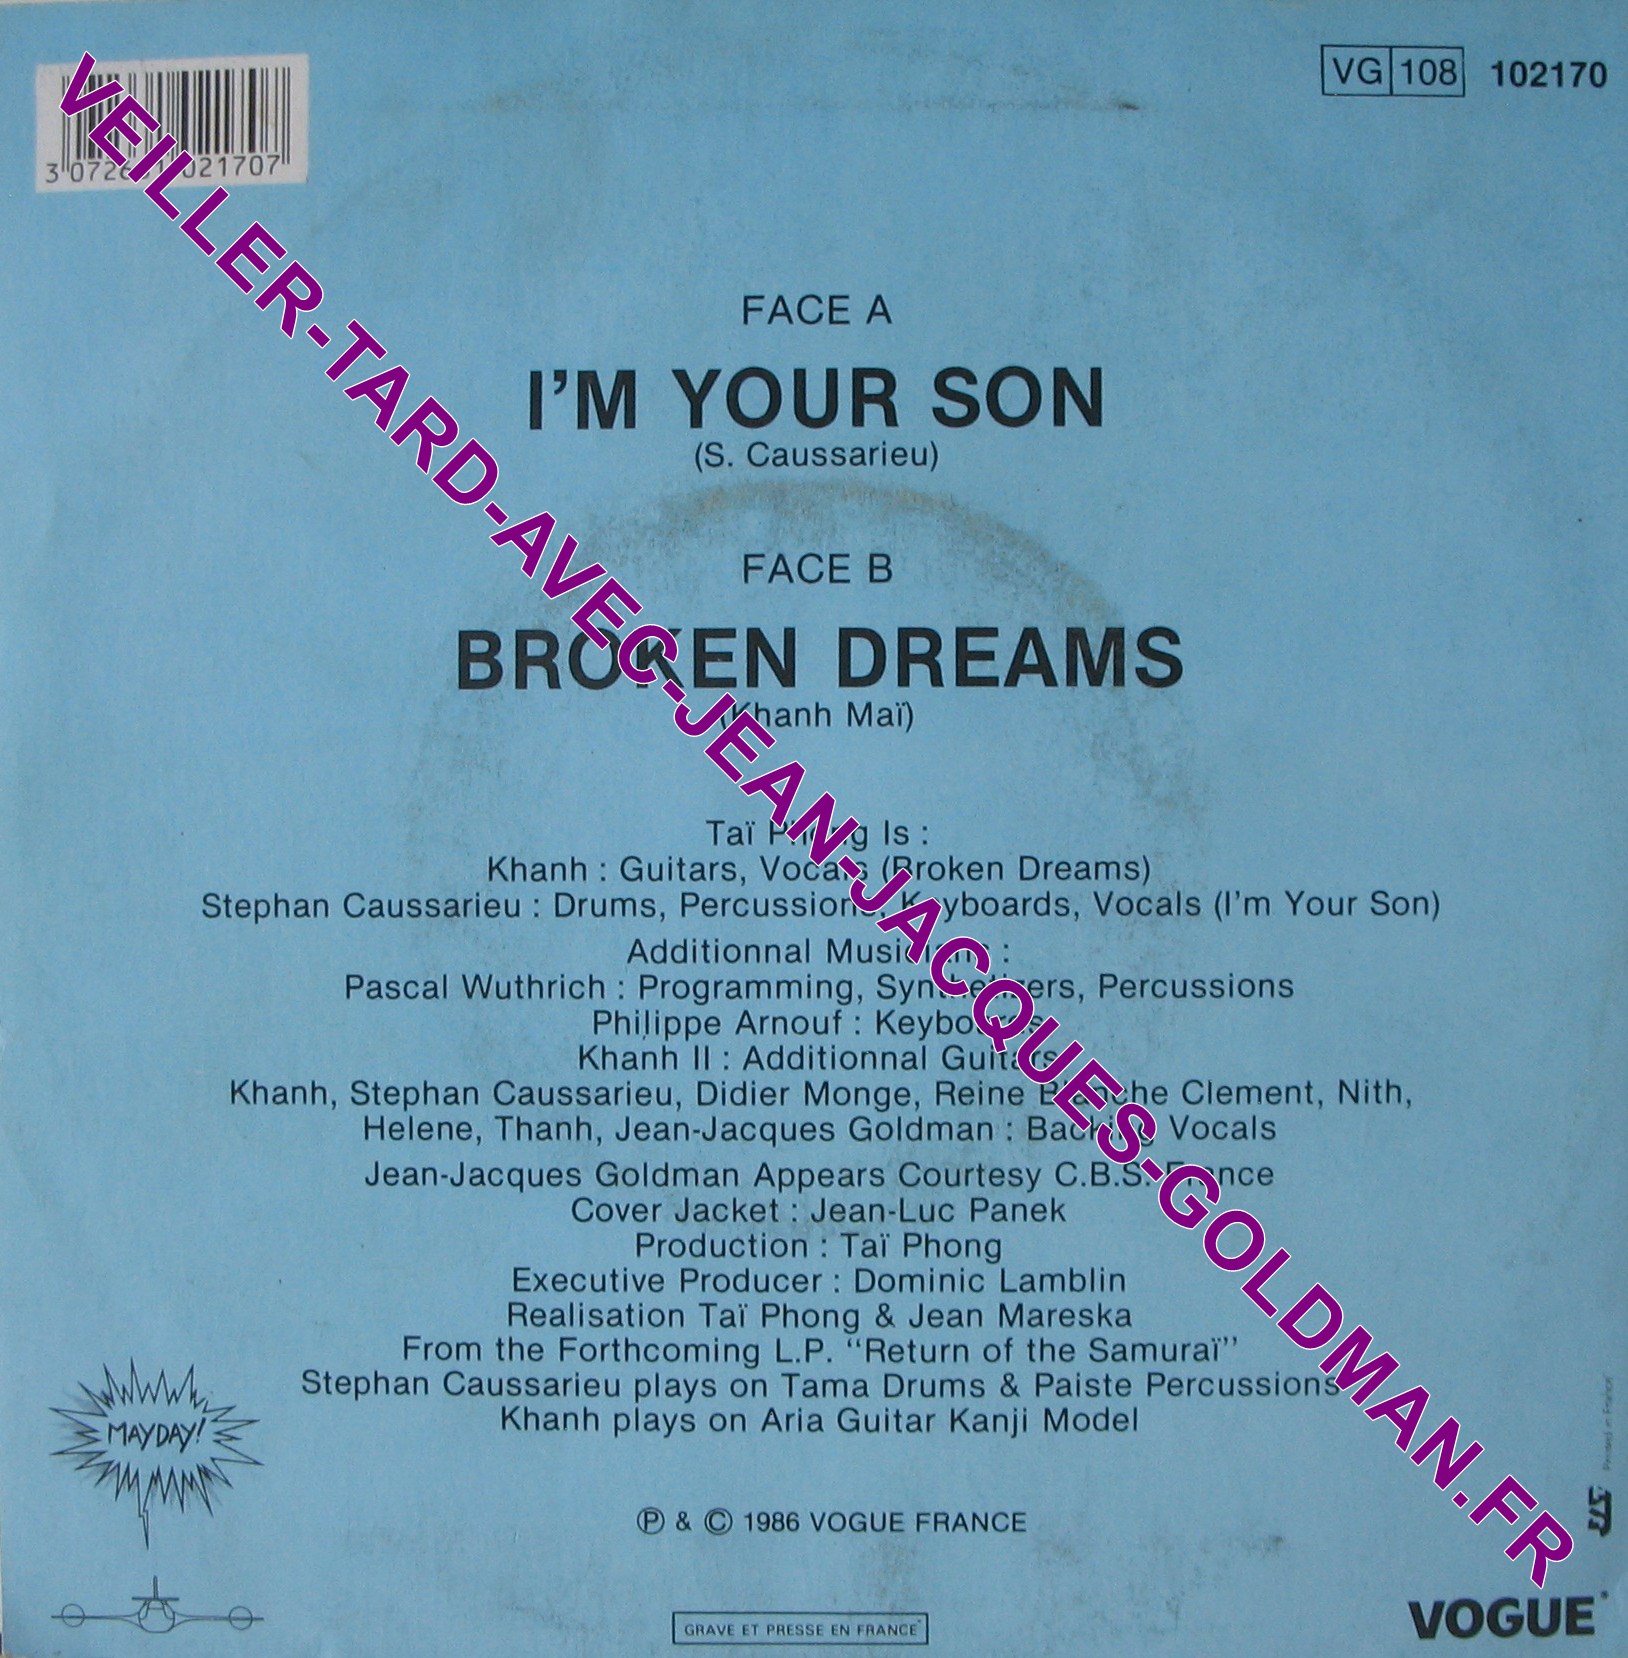 VG 108 102170
3 072 021707
VEILLER-TARD-AVEC-JEAN-JACQUES-GOLDMAN.FR
FACE A
I'M YOUR SON
(S. Caussarieu)
FACE B
BROKEN DREAMS
(Khanh Maï)
Taï Phong Is :
Khanh : Guitars, Vocals (Broken Dreams)
Stephan Caussarieu : Drums, Percussions, Keyboards, Vocals (I'm Your Son)
Additionnal Musicians :
Pascal Wuthrich : Programming, Synthetizers, Percussions
Philippe Arnouf : Keyboards
Khanh II : Additionnal Guitars
Khanh, Stephan Caussarieu, Didier Monge, Reine Blanche Clement, Nith,
Helene, Thanh, Jean-Jacques Goldman : Backing Vocals
Jean-Jacques Goldman Appears Courtesy C.B.S. France
Cover Jacket : Jean-Luc Panek
Production : Taï Phong
Executive Producer : Dominic Lamblin
Realisation Taï Phong & Jean Mareska
From the Forthcoming L.P. “Return of the Samuraï”
Stephan Caussarieu plays on Tama Drums & Paiste Percussions
Khanh plays on Aria Guitar Kanji Model
MAYDAY!
Ⓟ & © 1986 VOGUE FRANCE
GRAVE ET PRESSE EN FRANCE
Printed in France
VOGUE